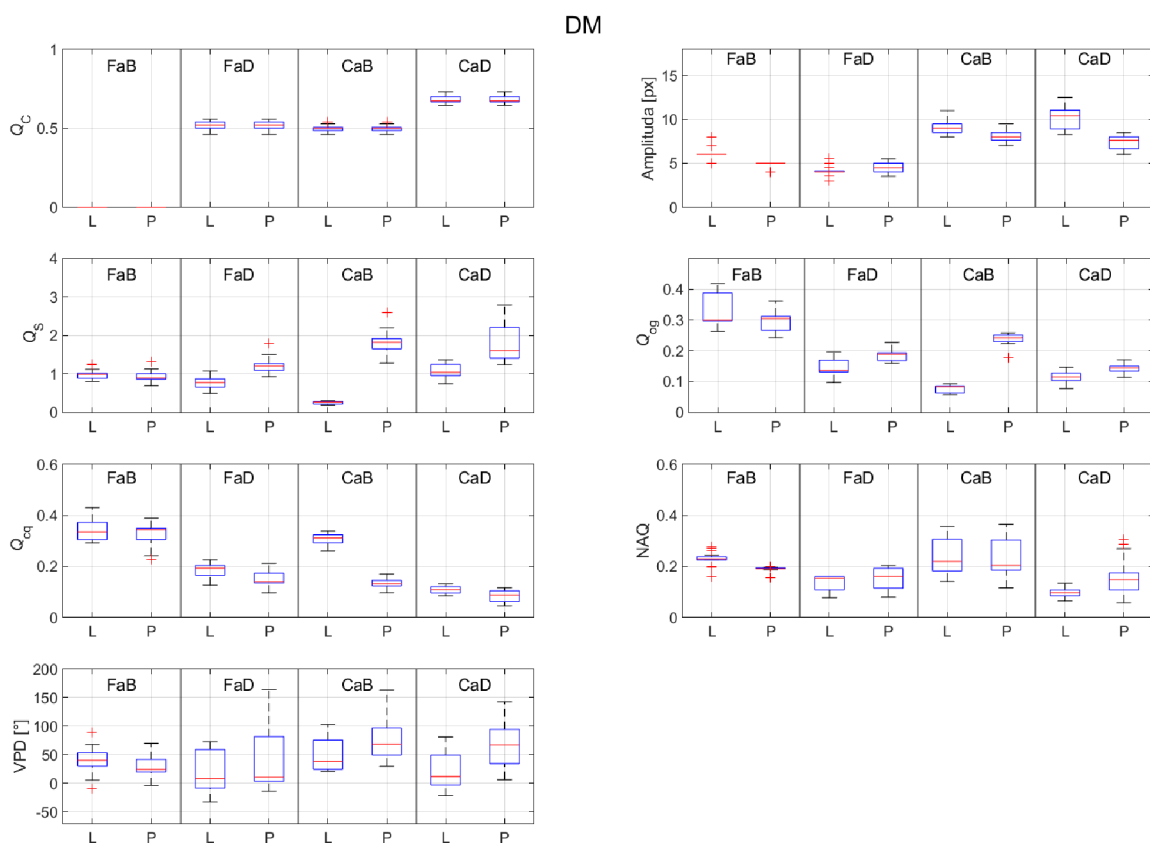 DM
1
0.5
0
Q_C
FaB FaD CaB CaD
L P L P L P L P
15
10
5
0
Amplituda [px]
FaB FaD CaB CaD
L P L P L P L P
4
3
2
1
0
Q_S
FaB FaD CaB CaD
L P L P L P L P
0.4
0.3
0.2
0.1
0
Q_og
FaB FaD CaB CaD
L P L P L P L P
0.6
0.4
0.2
0
Q_cq
FaB FaD CaB CaD
L P L P L P L P
0.6
0.4
0.2
0
NAQ
FaB FaD CaB CaD
L P L P L P L P
200
150
100
50
0
-50
VPD [°]
FaB FaD CaB CaD
L P L P L P L P